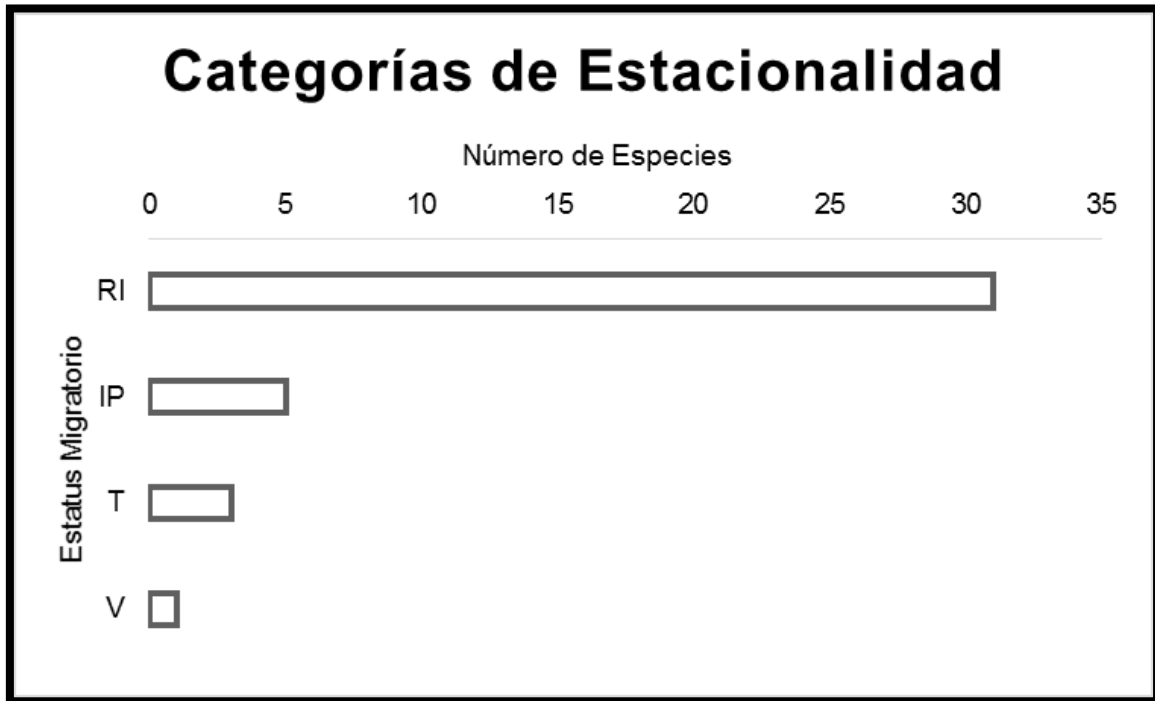 Categorías de Estacionalidad
Número de Especies
0 5 10 15 20 25 30 35
Estatus Migratorio
RI
IP
T
V